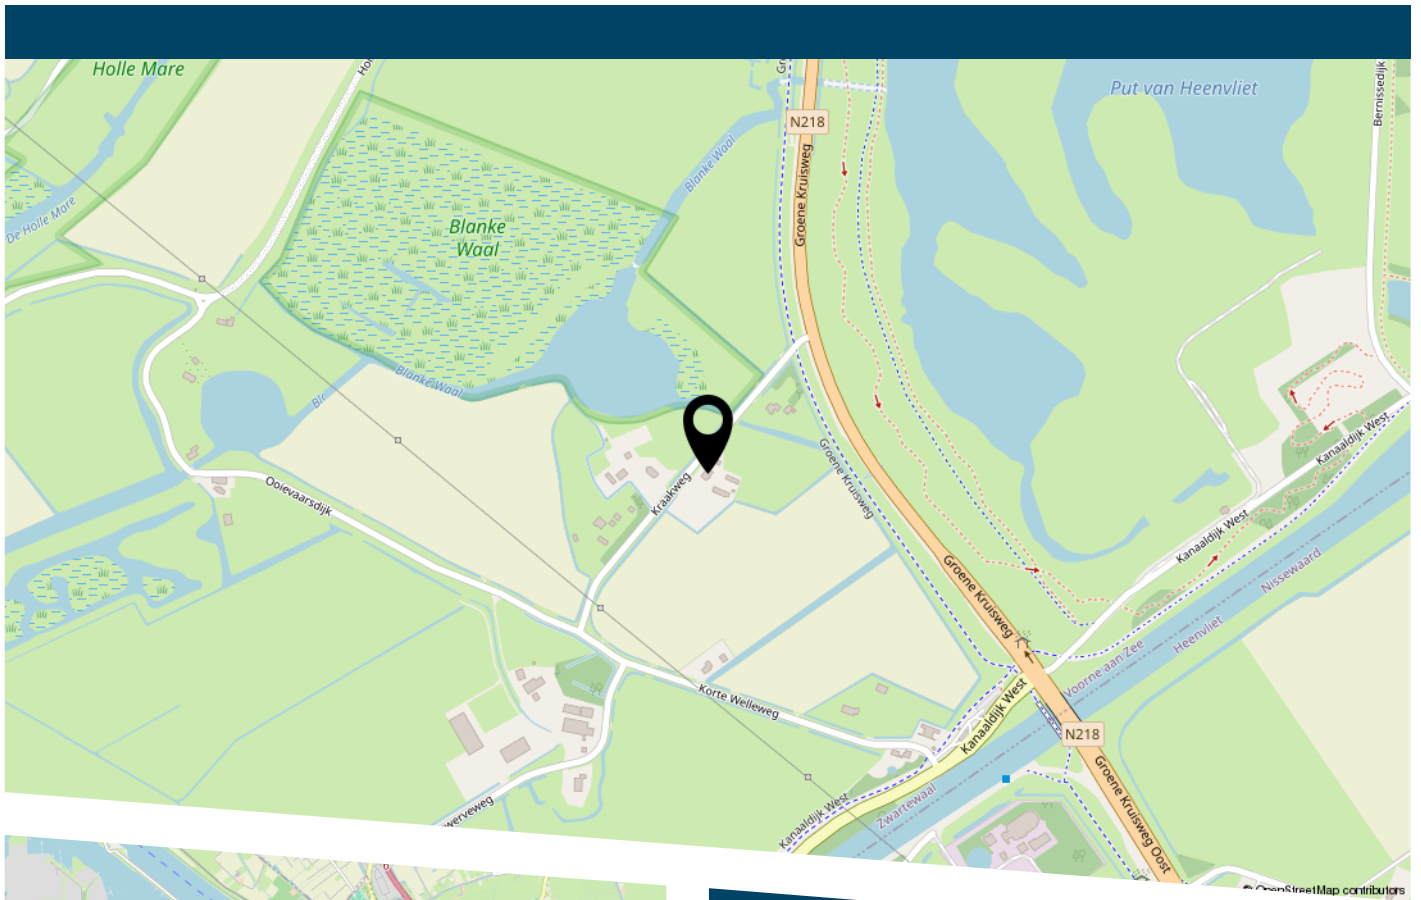 Holle Mare
Put van Heenvliet
Bernissedijk
N218
Blanke Waal
Groene Kruisweg
De Holle Mare
Blanke
Waal
Blanke Waal
Kanaaldijk West
Groene Kruisweg
Ooievaarsdijk
Kraakweg
Kanaaldijk West
Groene Kruisweg
Nissewaard
Heenvliet
Voorne aan Zee
Korte Welleweg
Kanaaldijk West
N218
Groene Kruisweg Oost
Zwartewaal
Kanaaldijk West
© OpenStreetMap contributors